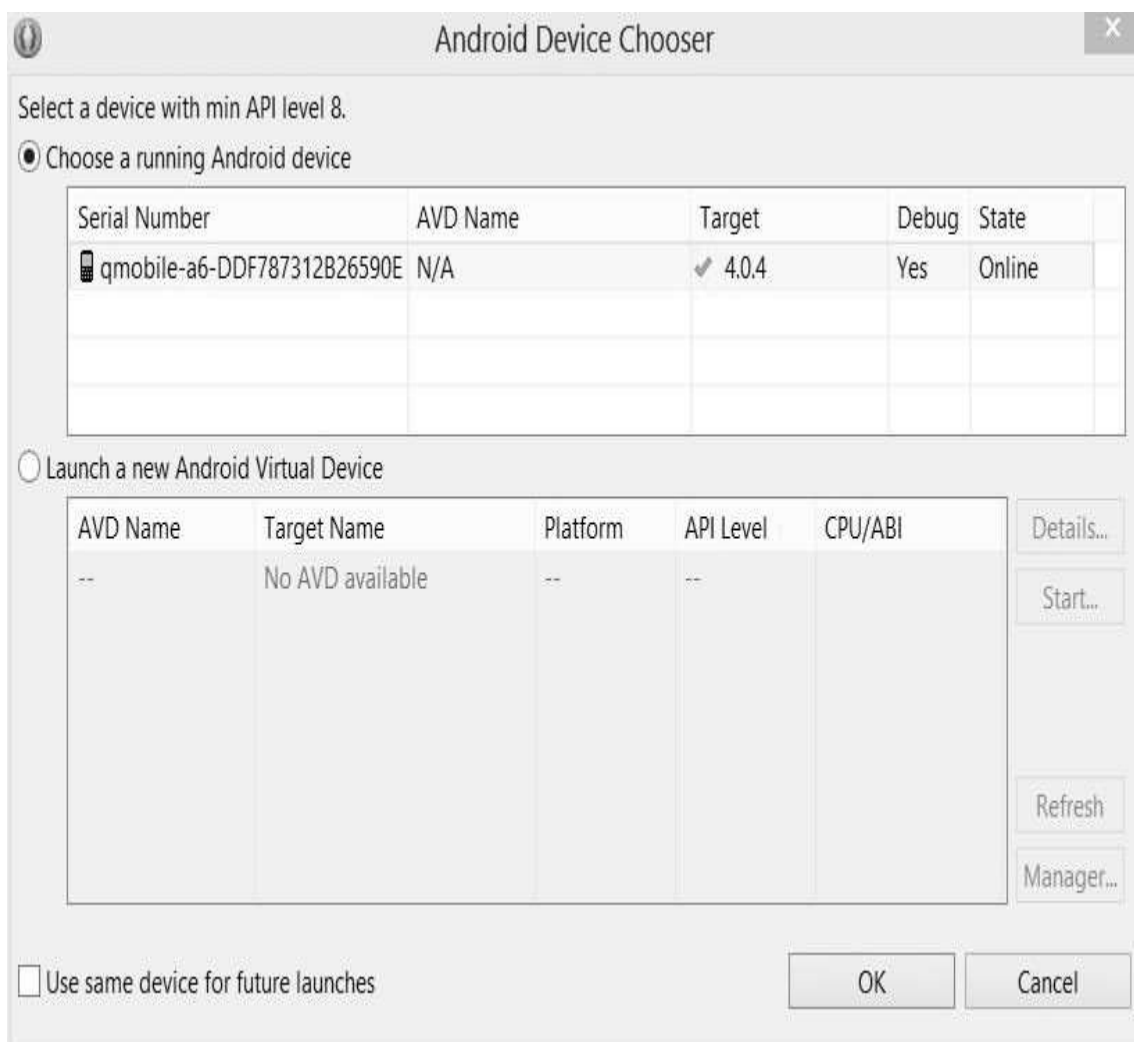 Android Device Chooser
X
Select a device with min API level 8.
Choose a running Android device
Serial Number AVD Name Target Debug State
qmobile-a6-DDF787312B26590E N/A 4.0.4 Yes Online
Launch a new Android Virtual Device
AVD Name Target Name Platform API Level CPU/ABI
-- No AVD available -- --
Details...
Start...
Refresh
Manager...
Use same device for future launches
OK Cancel